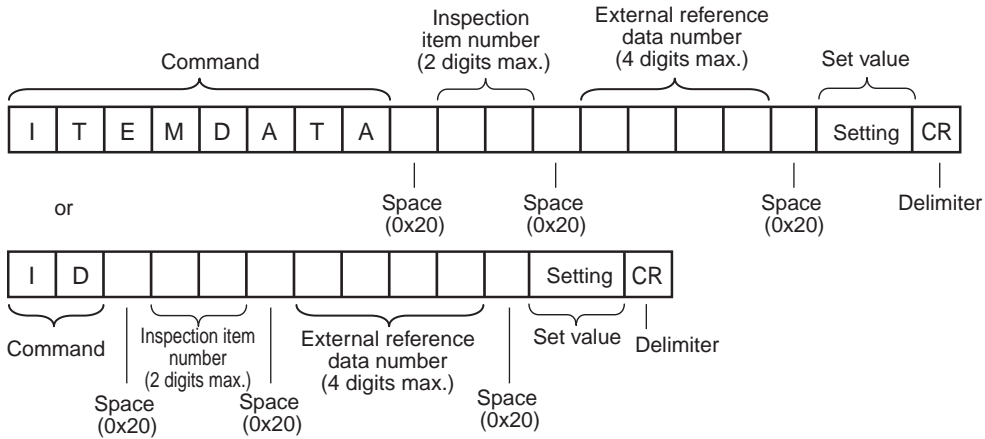 Command
Inspection
item number
(2 digits max.)
External reference
data number
(4 digits max.)
Set value
I T E M D A T A Setting CR
Space
(0x20)
Space
(0x20)
Space
(0x20)
Delimiter
or
I D Setting CR
Command
Space
(0x20)
Inspection item
number
(2 digits max.)
Space
(0x20)
External reference
data number
(4 digits max.)
Space
(0x20)
Set value
Delimiter